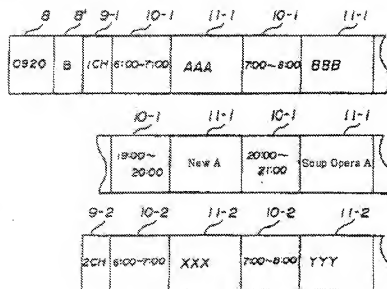 8 8' 9-1 10-1 11-1 10-1 11-1
0920 B 1CH 6:00~7:00 AAA 7:00~8:00 BBB
10-1 11-1 10-1 11-1
19:00~20:00 New A 20:00~21:00 Soup Opera A
9-2 10-2 11-2 10-2 11-2
2CH 6:00~7:00 XXX 7:00~8:00 YYY